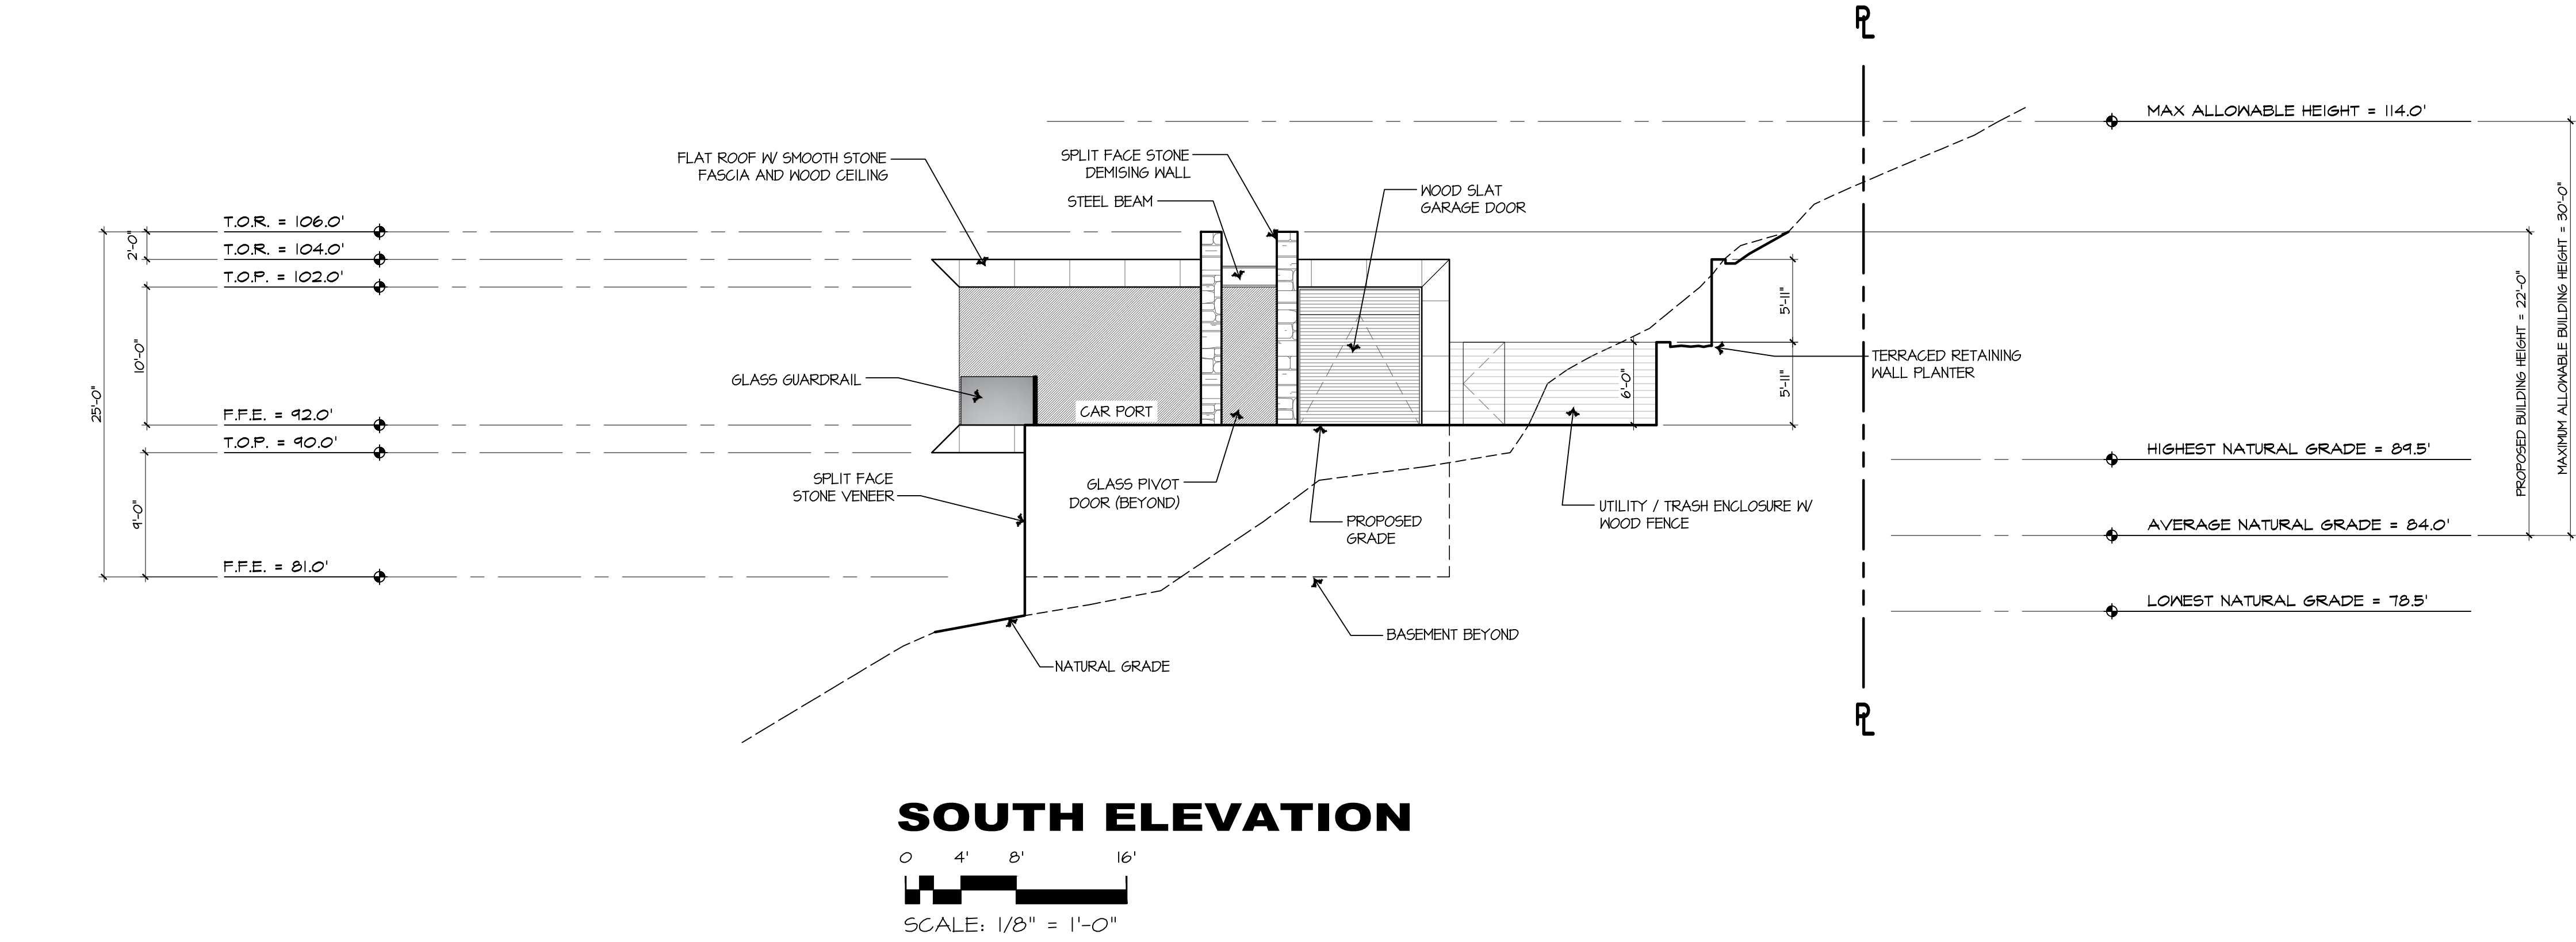 PL
MAX ALLOWABLE HEIGHT = 114.0'
FLAT ROOF W/ SMOOTH STONE
FASCIA AND WOOD CEILING
SPLIT FACE STONE
DEMISING WALL
STEEL BEAM
WOOD SLAT
GARAGE DOOR
T.O.R. = 106.0'
T.O.R. = 104.0'
T.O.P. = 102.0'
2'-0"
10'-0"
25'-0"
9'-0"
GLASS GUARDRAIL
CAR PORT
F.F.E. = 92.0'
T.O.P. = 90.0'
F.F.E. = 81.0'
SPLIT FACE
STONE VENEER
GLASS PIVOT
DOOR (BEYOND)
PROPOSED
GRADE
6'-0"
5'-11"
5'-11"
TERRACED RETAINING
WALL PLANTER
UTILITY / TRASH ENCLOSURE W/
WOOD FENCE
BASEMENT BEYOND
NATURAL GRADE
HIGHEST NATURAL GRADE = 89.5'
AVERAGE NATURAL GRADE = 84.0'
LOWEST NATURAL GRADE = 78.5'
PROPOSED BUILDING HEIGHT = 22'-0"
MAXIMUM ALLOWABLE BUILDING HEIGHT = 30'-0"
PL
SOUTH ELEVATION
0 4' 8' 16'
SCALE: 1/8" = 1'-0"